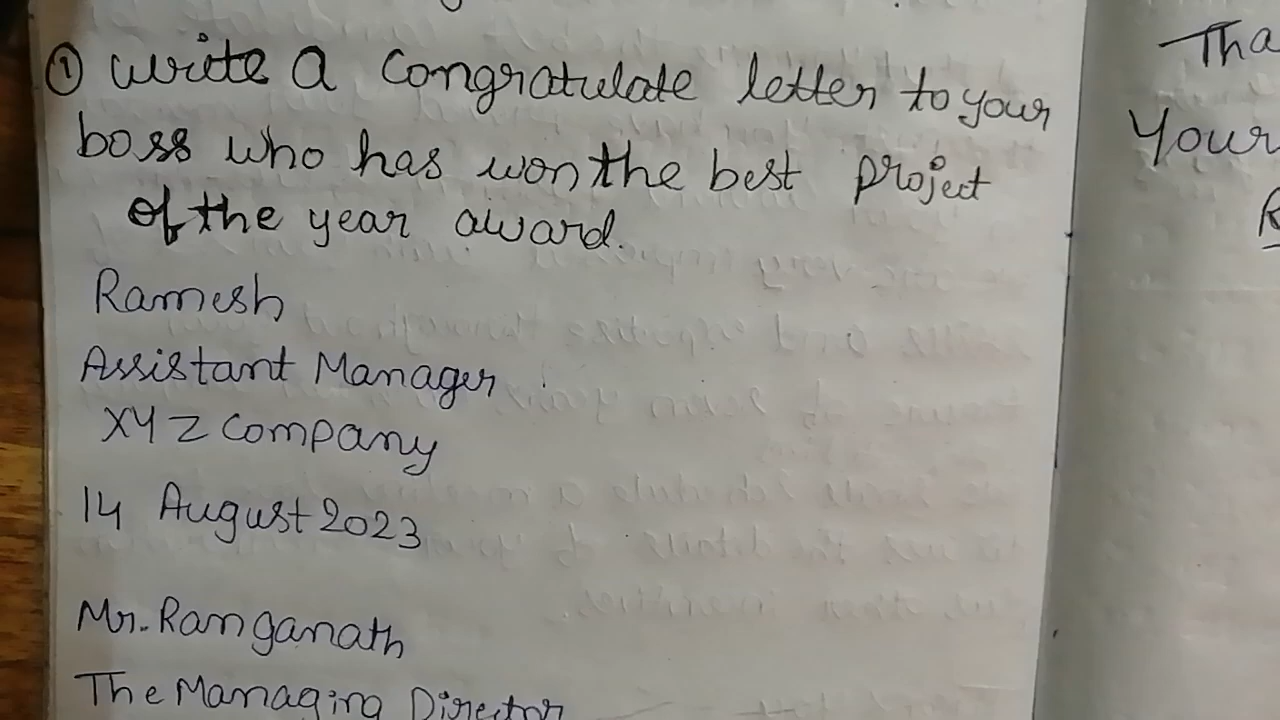 ① Write a Congratulate letter to your
boss who has won the best project
of the year award.
Ramesh
Assistant Manager
XYZ Company
14 August 2023
Mr. Ranganath
The Managing Director
Tha
Your